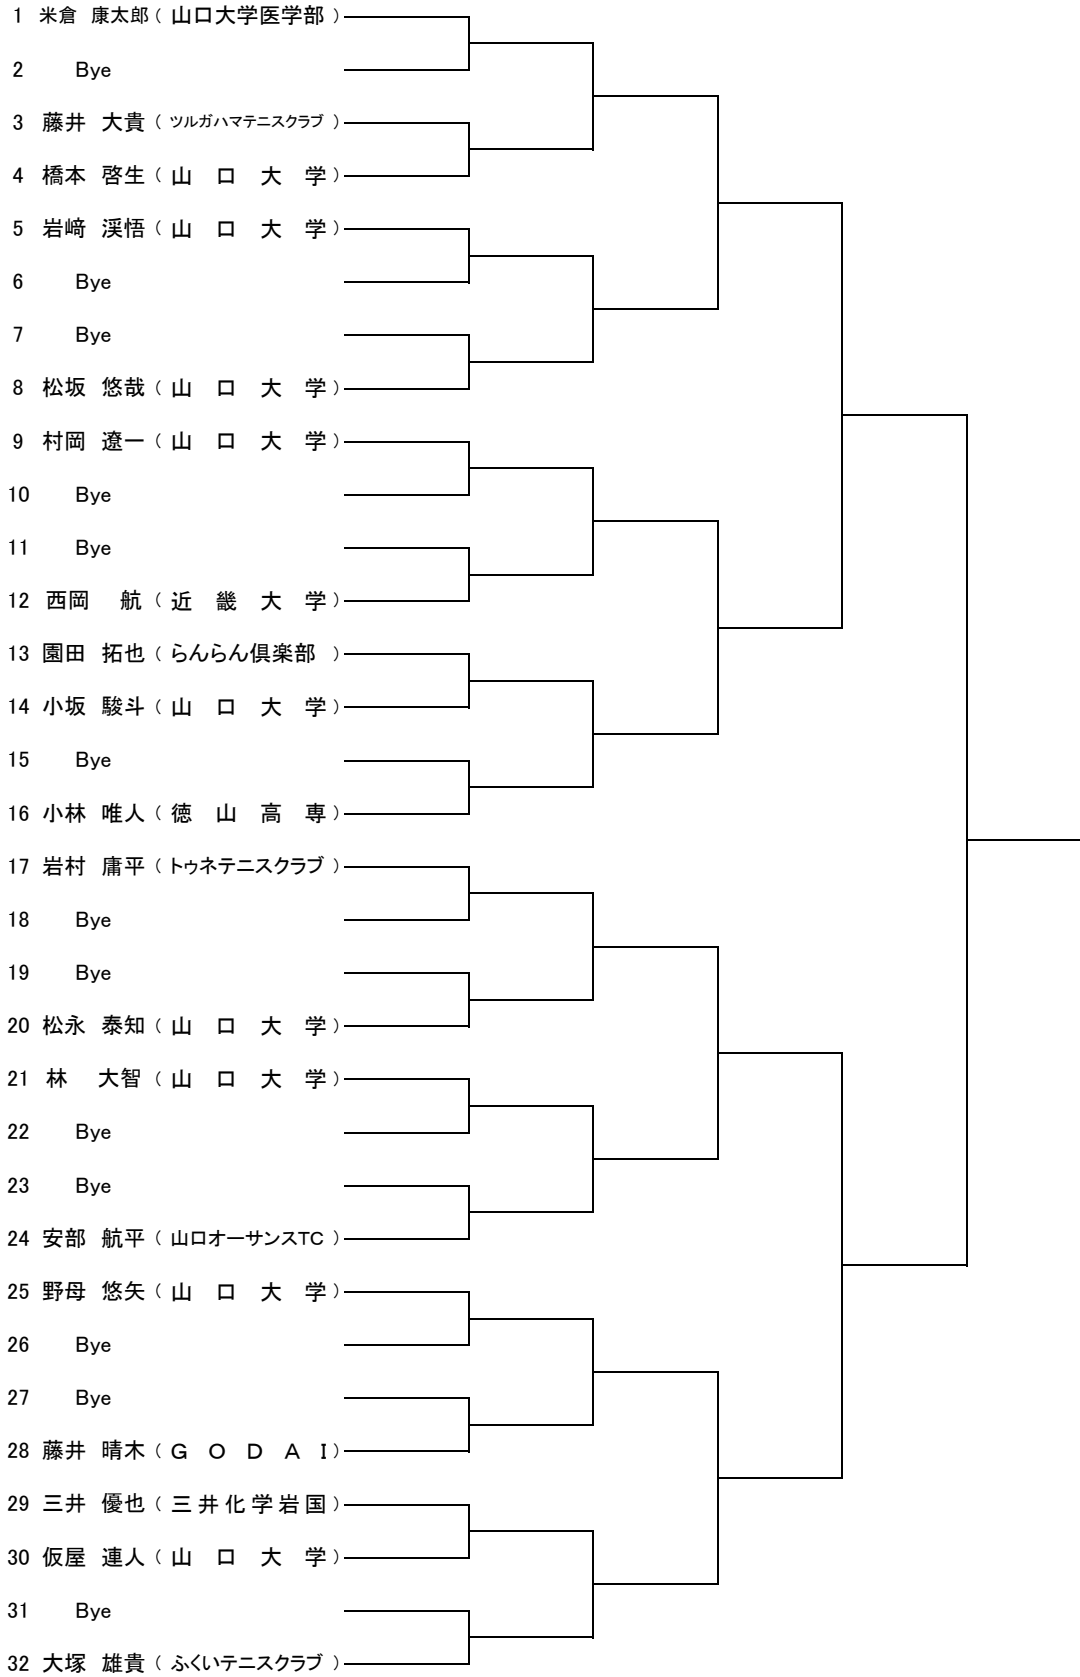 1 米倉 康太郎 ( 山口大学医学部 )
2 Bye
3 藤井 大貴 ( ツルガハマテニスクラブ )
4 橋本 啓生 ( 山 口 大 学 )
5 岩﨑 渓悟 ( 山 口 大 学 )
6 Bye
7 Bye
8 松坂 悠哉 ( 山 口 大 学 )
9 村岡 遼一 ( 山 口 大 学 )
10 Bye
11 Bye
12 西岡 航 ( 近 畿 大 学 )
13 園田 拓也 ( らんらん倶楽部 )
14 小坂 駿斗 ( 山 口 大 学 )
15 Bye
16 小林 唯人 ( 徳 山 高 専 )
17 岩村 庸平 ( トゥネテニスクラブ )
18 Bye
19 Bye
20 松永 泰知 ( 山 口 大 学 )
21 林 大智 ( 山 口 大 学 )
22 Bye
23 Bye
24 安部 航平 ( 山口オーサンスTC )
25 野母 悠矢 ( 山 口 大 学 )
26 Bye
27 Bye
28 藤井 晴木 ( G O D A I )
29 三井 優也 ( 三井化学岩国 )
30 仮屋 連人 ( 山 口 大 学 )
31 Bye
32 大塚 雄貴 ( ふくいテニスクラブ )